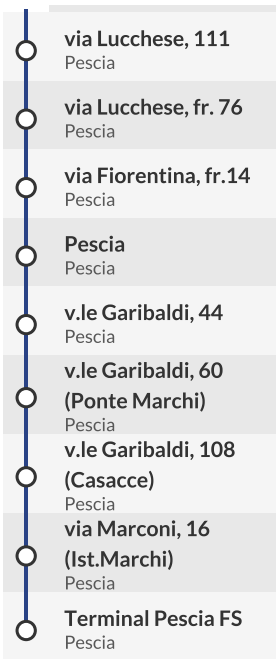 via Lucchese, 111
Pescia
via Lucchese, fr. 76
Pescia
via Fiorentina, fr.14
Pescia
Pescia
Pescia
v.le Garibaldi, 44
Pescia
v.le Garibaldi, 60
(Ponte Marchi)
Pescia
v.le Garibaldi, 108
(Casacce)
Pescia
via Marconi, 16
(Ist.Marchi)
Pescia
Terminal Pescia FS
Pescia